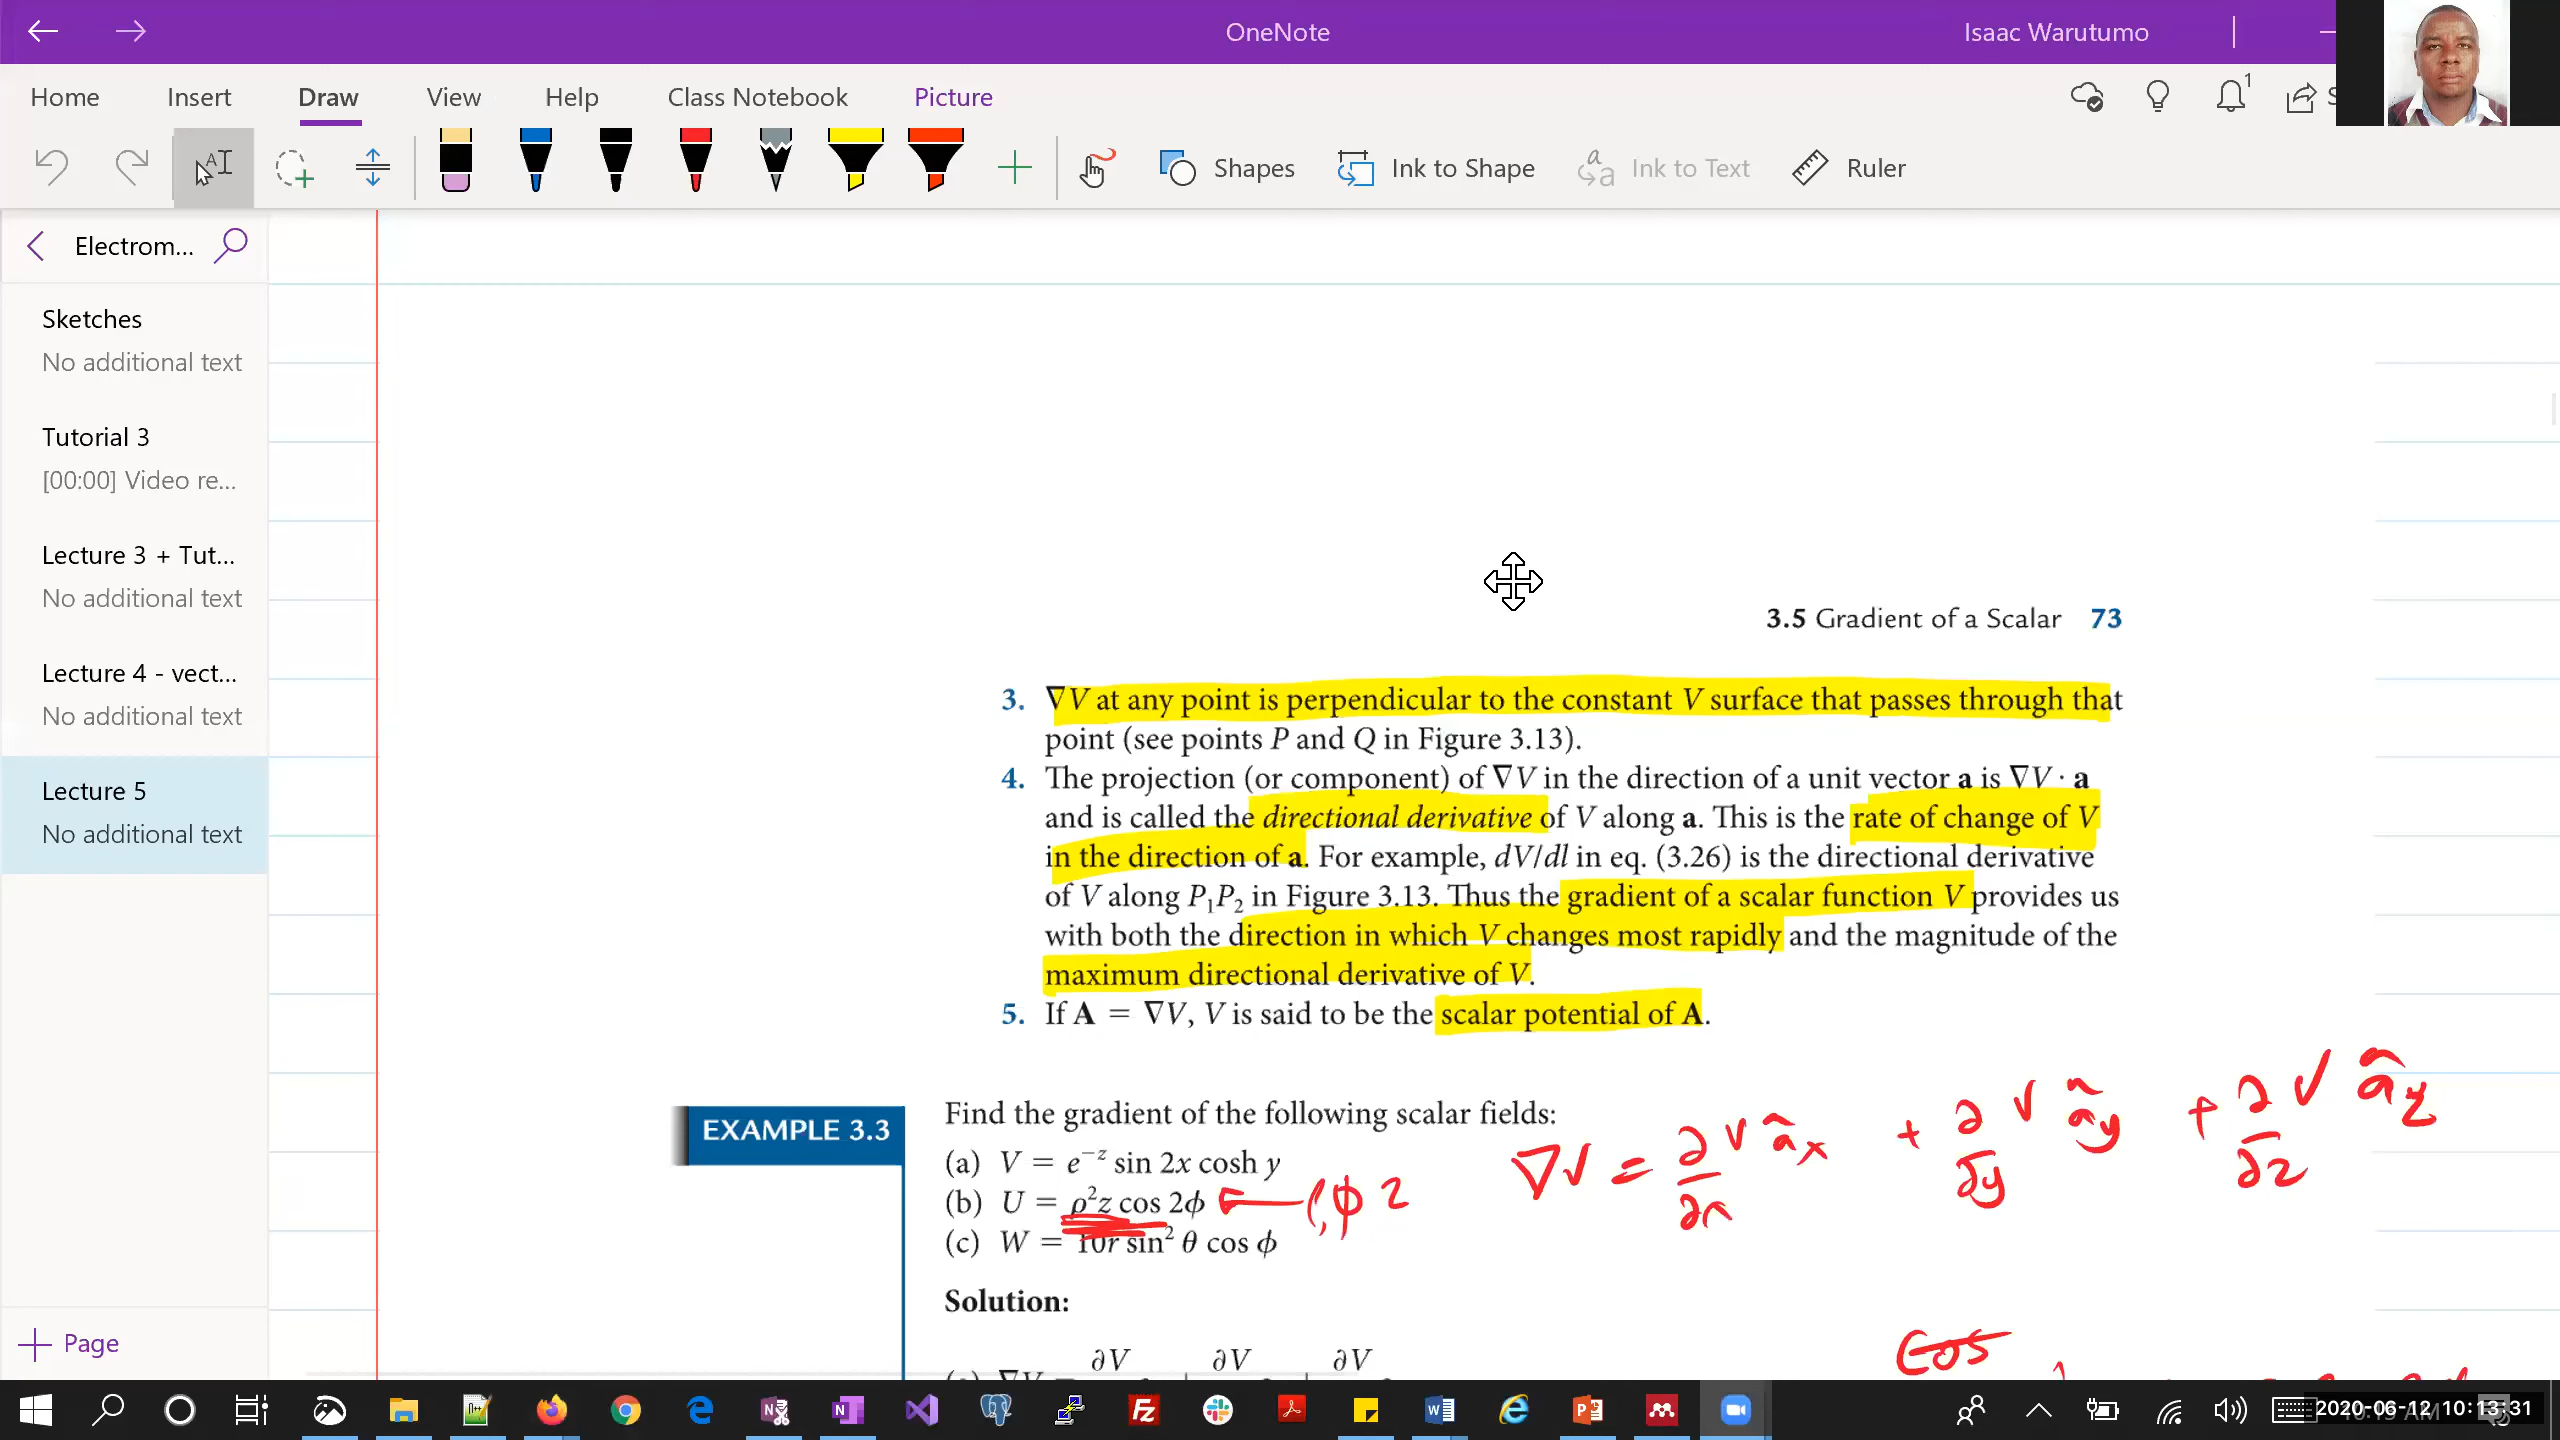 OneNote
Isaac Warutumo
Home Insert Draw View Help Class Notebook Picture
Shapes Ink to Shape Ink to Text Ruler
Electrom...
Sketches
No additional text
Tutorial 3
[00:00] Video re...
Lecture 3 + Tut...
No additional text
Lecture 4 - vect...
No additional text
Lecture 5
No additional text
Page
3.5 Gradient of a Scalar 73
3. ∇V at any point is perpendicular to the constant V surface that passes through that
point (see points P and Q in Figure 3.13).
4. The projection (or component) of ∇V in the direction of a unit vector a is ∇V · a
and is called the directional derivative of V along a. This is the rate of change of V
in the direction of a. For example, dV/dl in eq. (3.26) is the directional derivative
of V along P₁P₂ in Figure 3.13. Thus the gradient of a scalar function V provides us
with both the direction in which V changes most rapidly and the magnitude of the
maximum directional derivative of V.
5. If A = ∇V, V is said to be the scalar potential of A.
EXAMPLE 3.3
Find the gradient of the following scalar fields:
(a) V = e⁻ᶻ sin 2x cosh y
(b) U = ρ²z cos 2ϕ
(c) W = 10r sin² θ cos ϕ
∇V = ∂/∂x V âx + ∂/∂y V ây + ∂/∂z V âz
Solution:
∂V ∂V ∂V
cos
2020-06-12 10:13:31